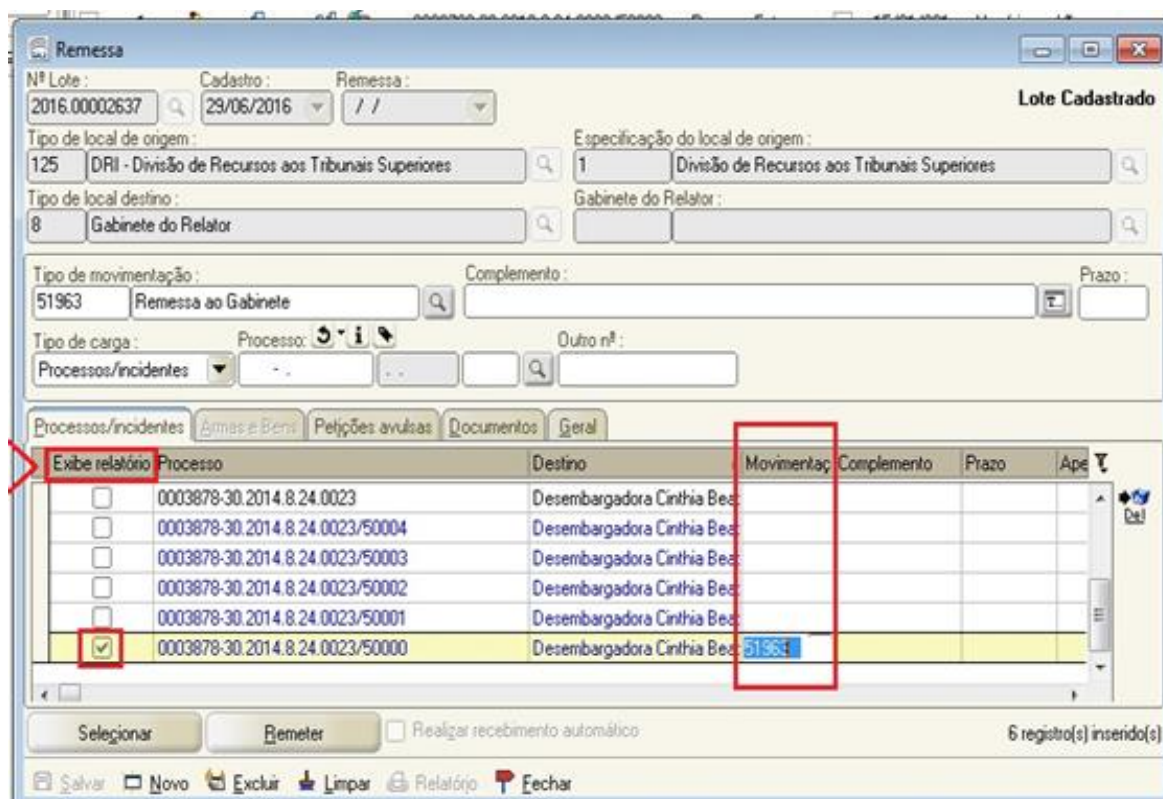 Remessa
Nº Lote : Cadastro : Remessa :
2016.00002637 29/06/2016 / / Lote Cadastrado
Tipo de local de origem : Especificação do local de origem :
125 DRI - Divisão de Recursos aos Tribunais Superiores 1 Divisão de Recursos aos Tribunais Superiores
Tipo de local destino : Gabinete do Relator :
8 Gabinete do Relator
Tipo de movimentação : Complemento : Prazo :
51963 Remessa ao Gabinete
Tipo de carga : Processo: Outro nº :
Processos/incidentes - . . .
Processos/incidentes Armas e Bens Petições avulsas Documentos Geral
Exibe relatório Processo Destino Movimentaç Complemento Prazo Ape
0003878-30.2014.8.24.0023 Desembargadora Cinthia Bea
Del
0003878-30.2014.8.24.0023/50004 Desembargadora Cinthia Bea
0003878-30.2014.8.24.0023/50003 Desembargadora Cinthia Bea
0003878-30.2014.8.24.0023/50002 Desembargadora Cinthia Bea
0003878-30.2014.8.24.0023/50001 Desembargadora Cinthia Bea
0003878-30.2014.8.24.0023/50000 Desembargadora Cinthia Bea 51963
Selecionar Remeter Realizar recebimento automático 6 registro(s) inserido(s)
Salvar Novo Excluir Limpar Relatório Fechar